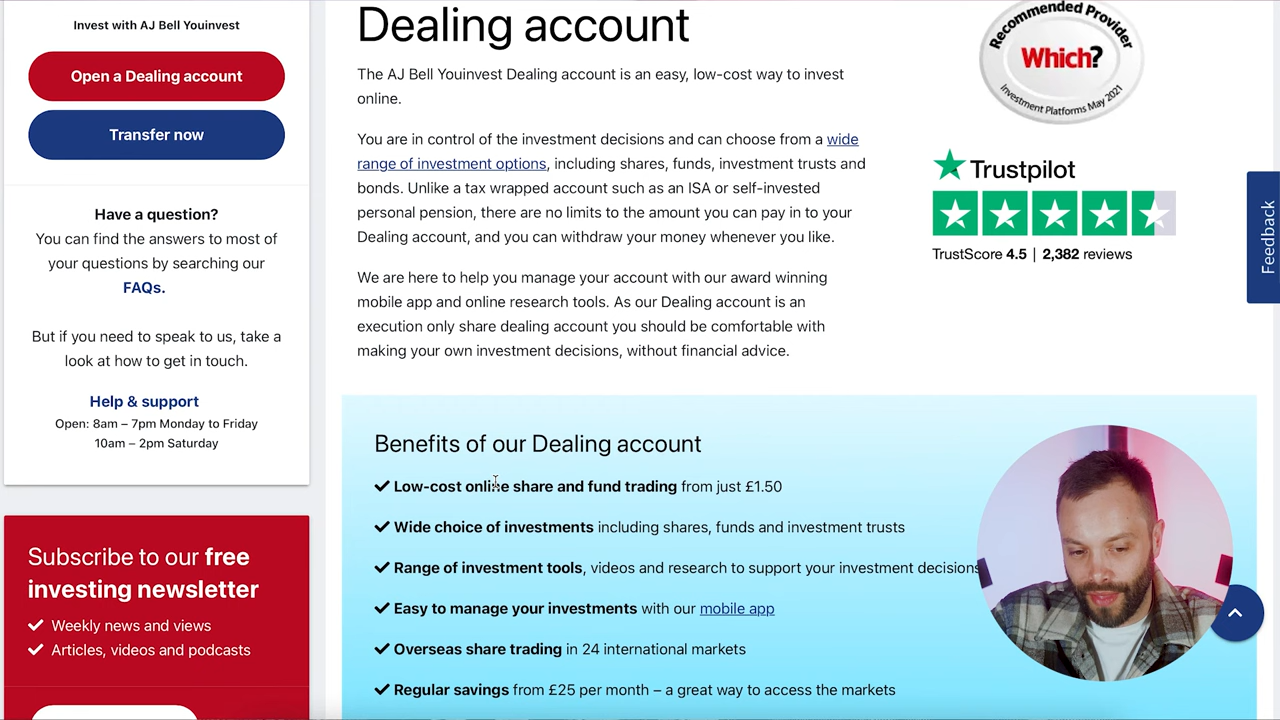 Invest with AJ Bell Youinvest
Open a Dealing account
Transfer now
Have a question?
You can find the answers to most of
your questions by searching our
FAQs.
But if you need to speak to us, take a
look at how to get in touch.
Help & support
Open: 8am – 7pm Monday to Friday
10am – 2pm Saturday
Subscribe to our free
investing newsletter
Weekly news and views
Articles, videos and podcasts
Dealing account
The AJ Bell Youinvest Dealing account is an easy, low-cost way to invest
online.
You are in control of the investment decisions and can choose from a wide
range of investment options, including shares, funds, investment trusts and
bonds. Unlike a tax wrapped account such as an ISA or self-invested
personal pension, there are no limits to the amount you can pay in to your
Dealing account, and you can withdraw your money whenever you like.
We are here to help you manage your account with our award winning
mobile app and online research tools. As our Dealing account is an
execution only share dealing account you should be comfortable with
making your own investment decisions, without financial advice.
Recommended Provider
Which?
Investment Platforms May 2021
Trustpilot
TrustScore 4.5 | 2,382 reviews
Feedback
Benefits of our Dealing account
Low-cost online share and fund trading from just £1.50
Wide choice of investments including shares, funds and investment trusts
Range of investment tools, videos and research to support your investment decisions
Easy to manage your investments with our mobile app
Overseas share trading in 24 international markets
Regular savings from £25 per month – a great way to access the markets